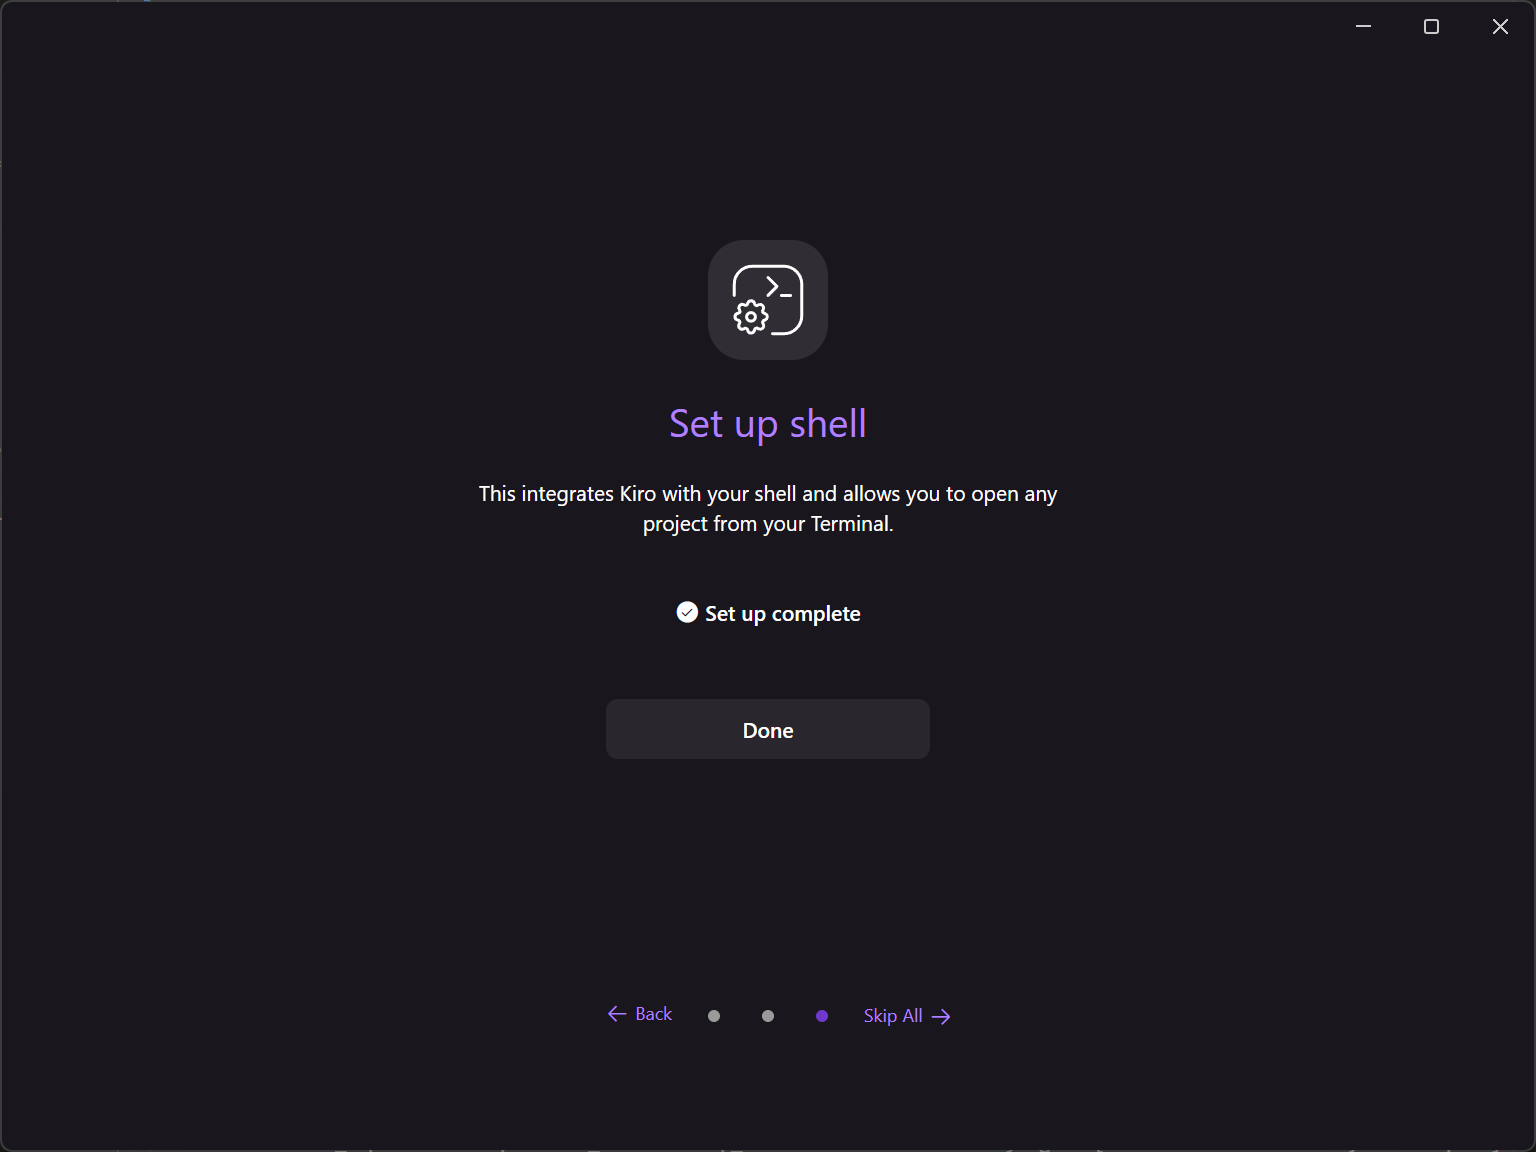 Set up shell
This integrates Kiro with your shell and allows you to open any
project from your Terminal.
Set up complete
Done
Back
Skip All